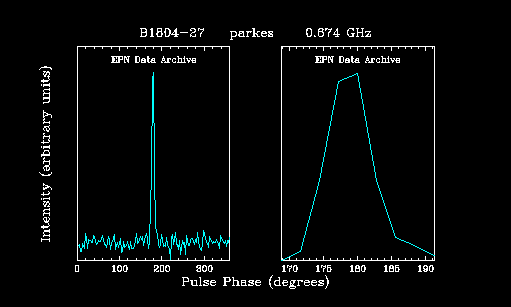 B1804-27 parkes 0.674 GHz
EPN Data Archive EPN Data Archive
Intensity (arbitrary units)
0 100 200 300 170 175 180 185 190
Pulse Phase (degrees)